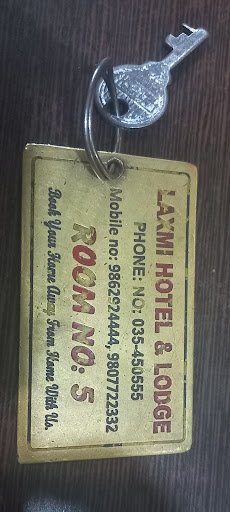 LAXMI HOTEL & LODGE
PHONE: NO: 035-450555
Mobile no: 9862924444, 9807722332
ROOM NO: 5
Book Your Home Away From Home With Us.